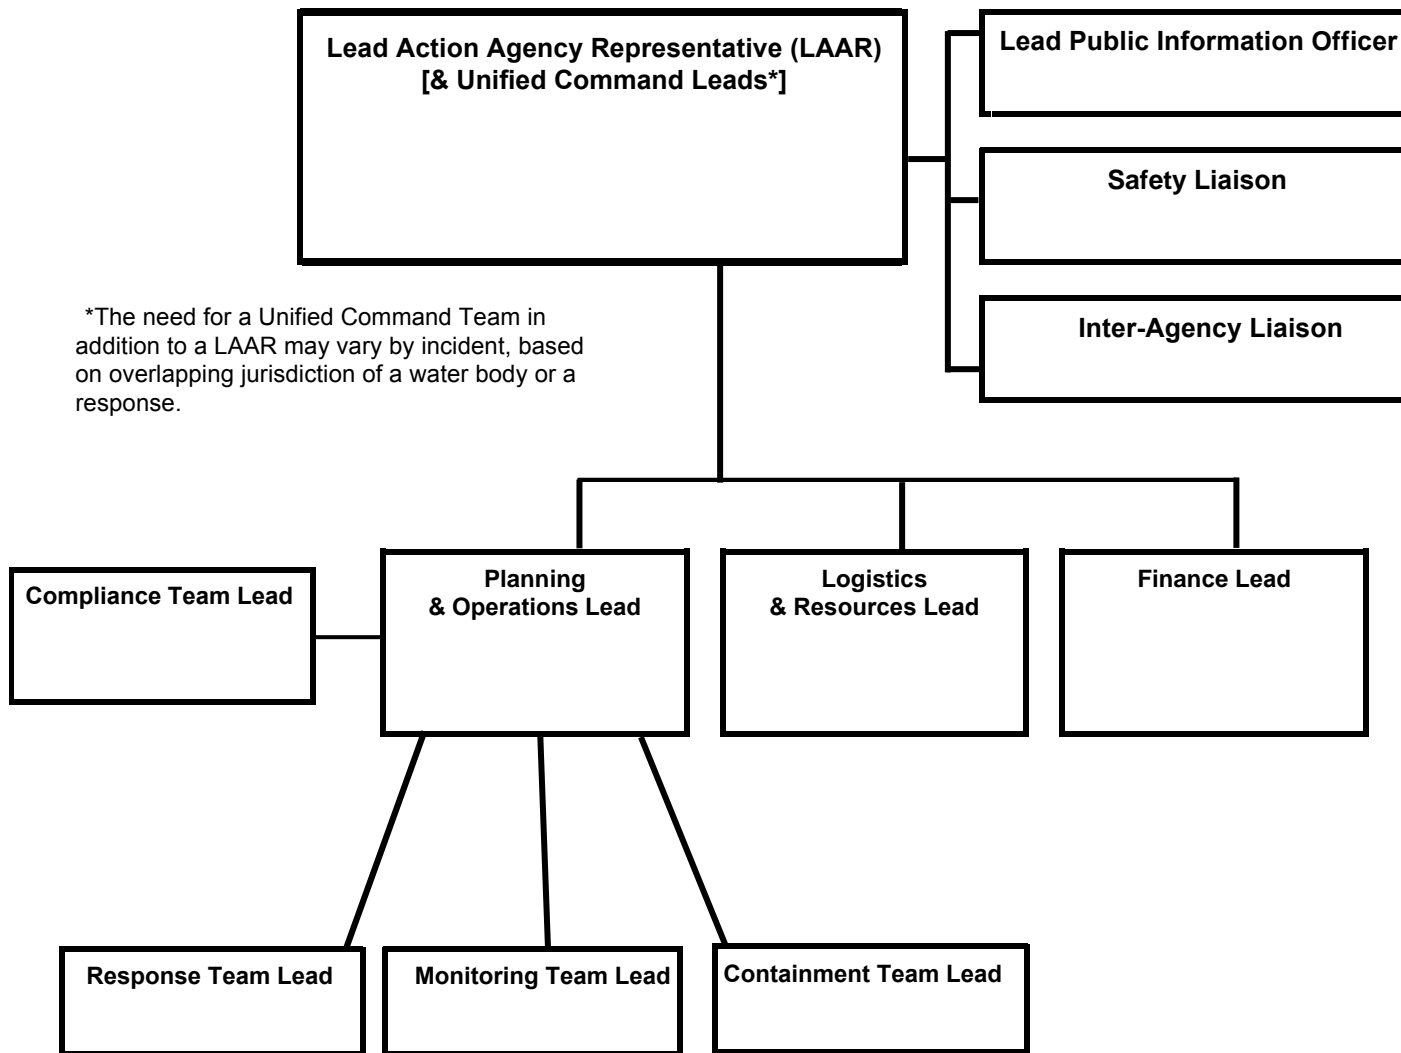 Lead Action Agency Representative (LAAR)
[& Unified Command Leads*]
Lead Public Information Officer
Safety Liaison
Inter-Agency Liaison
*The need for a Unified Command Team in
addition to a LAAR may vary by incident, based
on overlapping jurisdiction of a water body or a
response.
Compliance Team Lead
Planning
& Operations Lead
Logistics
& Resources Lead
Finance Lead
Response Team Lead
Monitoring Team Lead
Containment Team Lead